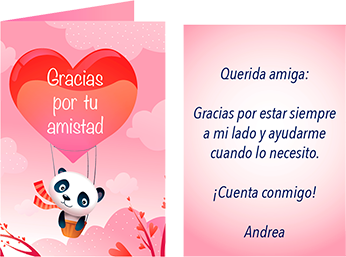 Gracias
por tu
amistad
Querida amiga:
Gracias por estar siempre
a mi lado y ayudarme
cuando lo necesito.
¡Cuenta conmigo!
Andrea